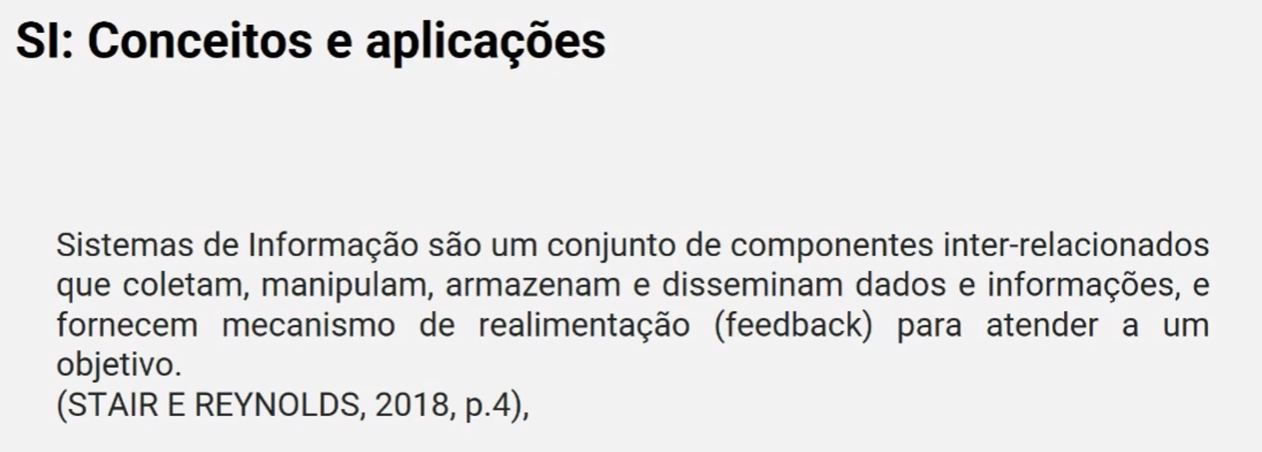 SI: Conceitos e aplicações
Sistemas de Informação são um conjunto de componentes inter-relacionados
que coletam, manipulam, armazenam e disseminam dados e informações, e
fornecem mecanismo de realimentação (feedback) para atender a um
objetivo.
(STAIR E REYNOLDS, 2018, p.4),